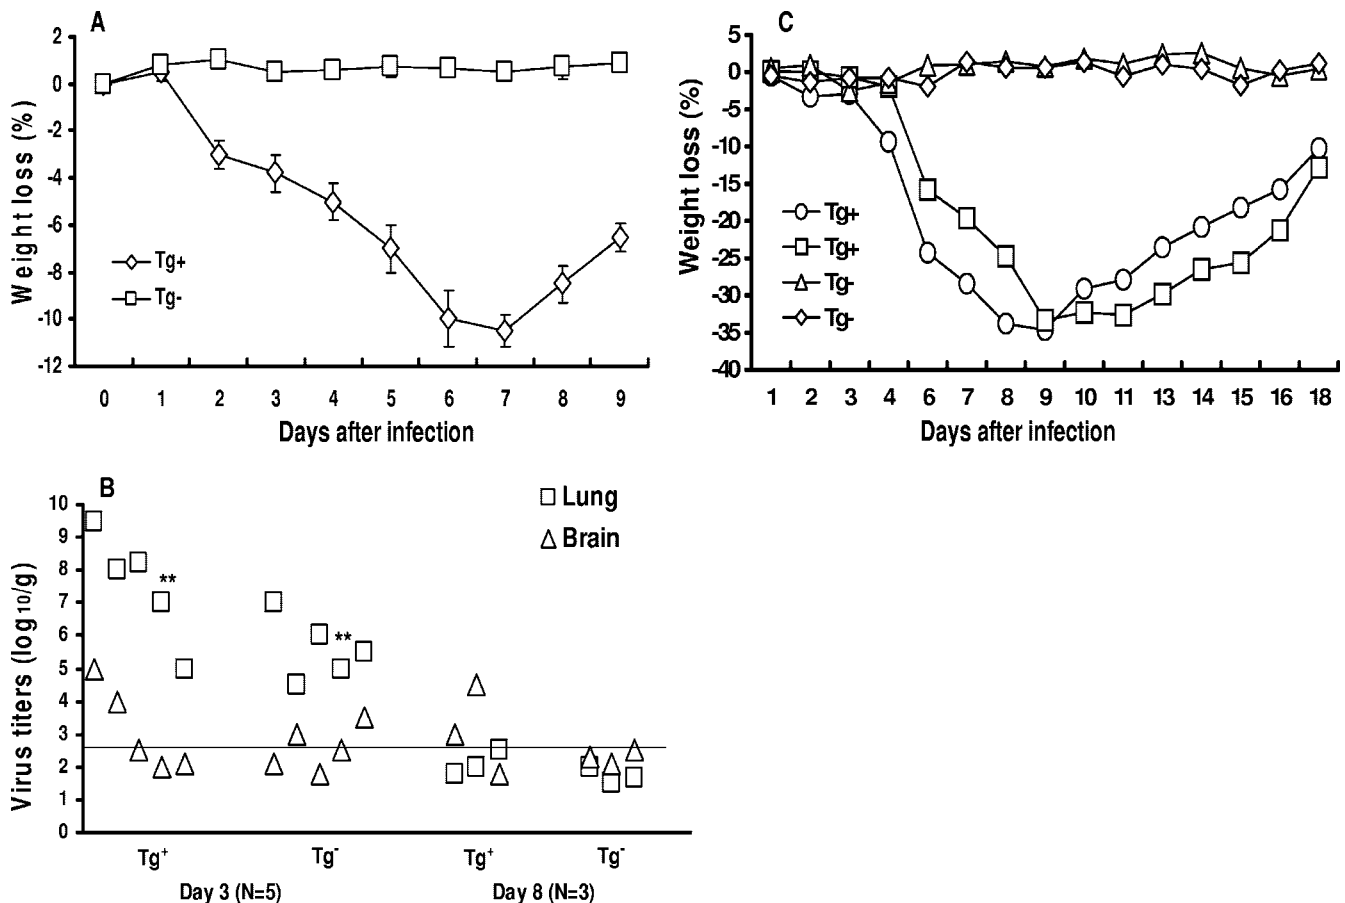 A
Weight loss (%)
2
0
-2
-4
-6
-8
-10
-12
Tg+
Tg-
0 1 2 3 4 5 6 7 8 9
Days after infection
C
Weight loss (%)
5
0
-5
-10
-15
-20
-25
-30
-35
-40
Tg+
Tg+
Tg-
Tg-
1 2 3 4 6 7 8 9 10 11 13 14 15 16 18
Days after infection
B
Virus titers (log10/g)
10
9
8
7
6
5
4
3
2
1
0
Lung
Brain
**
**
Tg+ Tg- Tg+ Tg-
Day 3 (N=5) Day 8 (N=3)